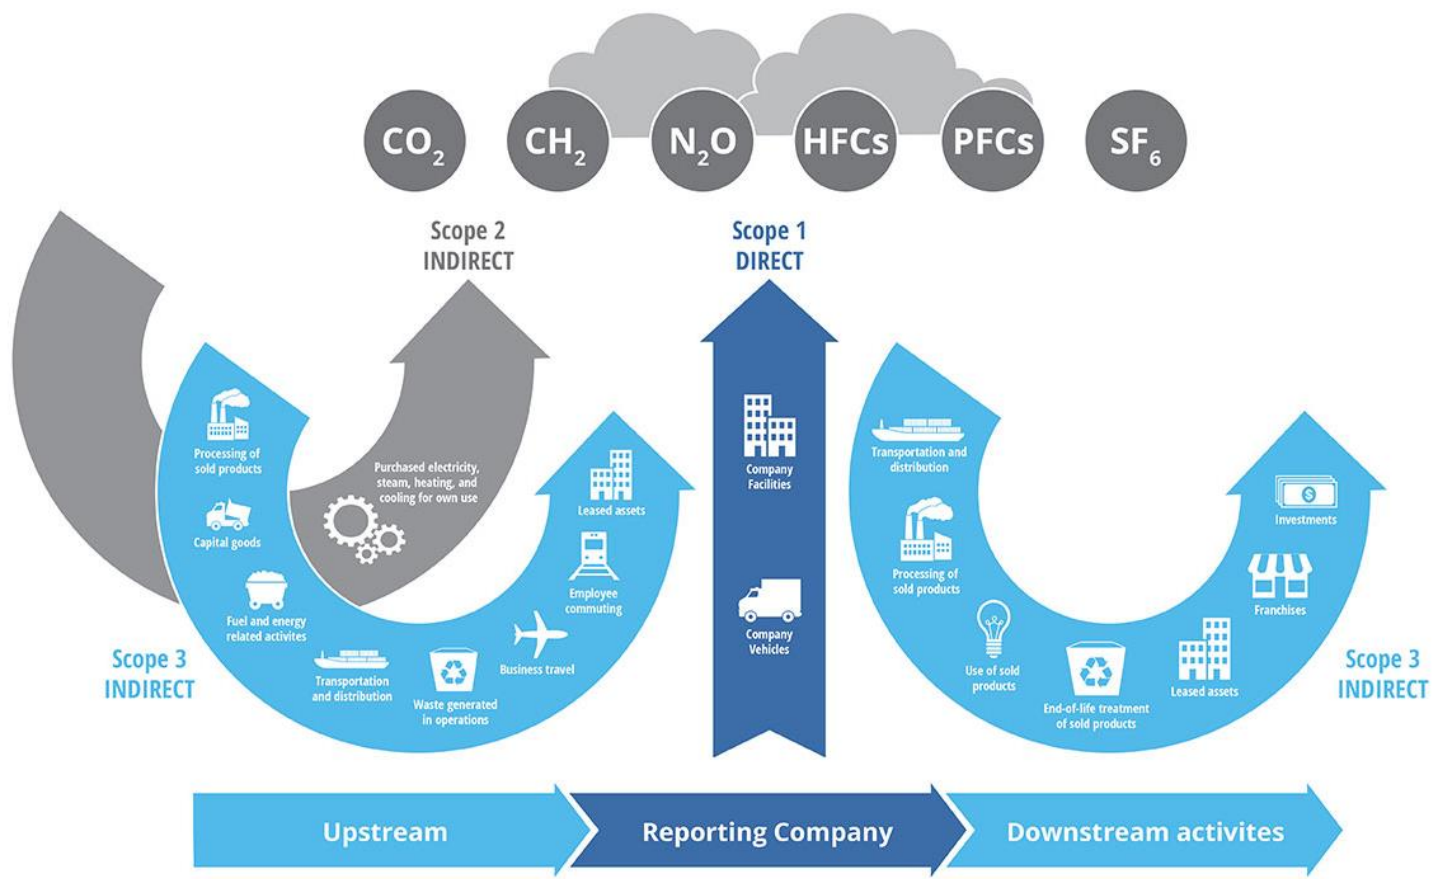 CO2
CH2
N2O
HFCs
PFCs
SF6
Scope 2
INDIRECT
Scope 1
DIRECT
Purchased electricity,
steam, heating, and
cooling for own use
Processing of
sold products
Capital goods
Fuel and energy
related activites
Transportation
and distribution
Waste generated
in operations
Business travel
Employee
commuting
Leased assets
Scope 3
INDIRECT
Company
Facilities
Company
Vehicles
Transportation and
distribution
Processing of
sold products
Use of sold
products
End-of-life treatment
of sold products
Leased assets
Franchises
Investments
Scope 3
INDIRECT
Upstream
Reporting Company
Downstream activites